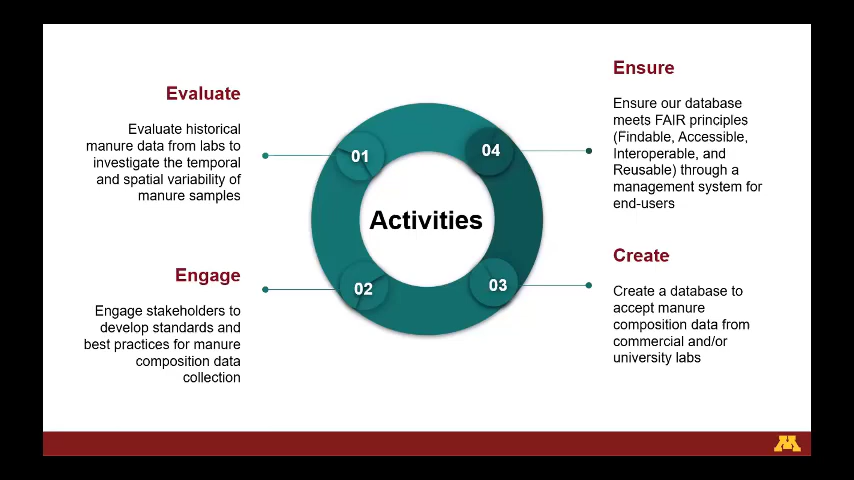 Evaluate
Evaluate historical
manure data from labs to
investigate the temporal
and spatial variability of
manure samples
01
Engage
Engage stakeholders to
develop standards and
best practices for manure
composition data
collection
02
Activities
Ensure
Ensure our database
meets FAIR principles
(Findable, Accessible,
Interoperable, and
Reusable) through a
management system for
end-users
04
Create
Create a database to
accept manure
composition data from
commercial and/or
university labs
03
M